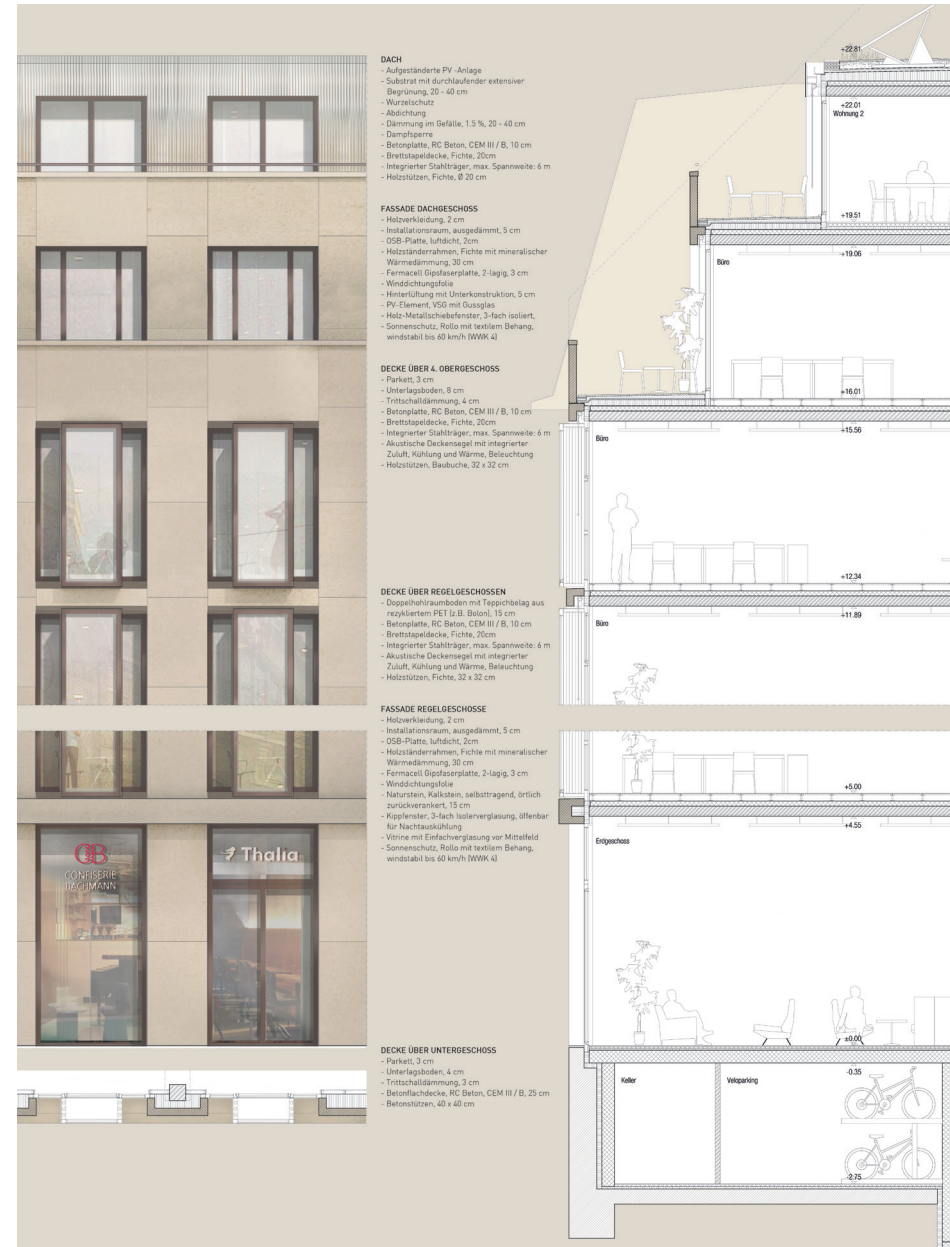 DACH
- Aufgeständerte PV -Anlage
- Substrat mit durchlaufender extensiver
Begrünung, 20 - 40 cm
- Wurzelschutz
- Abdichtung
- Dämmung im Gefälle, 1.5 %, 20 - 40 cm
- Dampfsperre
- Betonplatte, RC Beton, CEM III / B, 10 cm
- Brettstapeldecke, Fichte, 20cm
- Integrierter Stahlträger, max. Spannweite: 6 m
- Holzstützen, Fichte, Ø 20 cm
FASSADE DACHGESCHOSS
- Holzverkleidung, 2 cm
- Installationsraum, ausgedämmt, 5 cm
- OSB-Platte, luftdicht, 2cm
- Holzständerrahmen, Fichte mit mineralischer
Wärmedämmung, 30 cm
- Fermacell Gipsfaserplatte, 2-lagig, 3 cm
- Winddichtungsfolie
- Hinterlüftung mit Unterkonstruktion, 5 cm
- PV-Element, VSG mit Gussglas
- Holz-Metallschiebefenster, 3-fach isoliert,
- Sonnenschutz, Rollo mit textilem Behang,
windstabil bis 60 km/h (WWK 4)
DECKE ÜBER 4. OBERGESCHOSS
- Parkett, 3 cm
- Unterlagsboden, 8 cm
- Trittschalldämmung, 4 cm
- Betonplatte, RC Beton, CEM III / B, 10 cm
- Brettstapeldecke, Fichte, 20cm
- Integrierter Stahlträger, max. Spannweite: 6 m
- Akustische Deckensegel mit integrierter
Zuluft, Kühlung und Wärme, Beleuchtung
- Holzstützen, Baubuche, 32 x 32 cm
DECKE ÜBER REGELGESCHOSSEN
- Doppelhohlraumboden mit Teppichbelag aus
rezykliertem PET (z.B. Bolon), 15 cm
- Betonplatte, RC Beton, CEM III / B, 10 cm
- Brettstapeldecke, Fichte, 20cm
- Integrierter Stahlträger, max. Spannweite: 6 m
- Akustische Deckensegel mit integrierter
Zuluft, Kühlung und Wärme, Beleuchtung
- Holzstützen, Fichte, 32 x 32 cm
FASSADE REGELGESCHOSSE
- Holzverkleidung, 2 cm
- Installationsraum, ausgedämmt, 5 cm
- OSB-Platte, luftdicht, 2cm
- Holzständerrahmen, Fichte mit mineralischer
Wärmedämmung, 30 cm
- Fermacell Gipsfaserplatte, 2-lagig, 3 cm
- Winddichtungsfolie
- Naturstein, Kalkstein, selbsttragend, örtlich
zurückverankert, 15 cm
- Kippfenster, 3-fach Isolerverglasung, öffenbar
für Nachtauskühlung
- Vitrine mit Einfachverglasung vor Mittelfeld
- Sonnenschutz, Rollo mit textilem Behang,
windstabil bis 60 km/h (WWK 4)
DECKE ÜBER UNTERGESCHOSS
- Parkett, 3 cm
- Unterlagsboden, 4 cm
- Trittschalldämmung, 3 cm
- Betonflachdecke, RC Beton, CEM III / B, 25 cm
- Betonstützen, 40 x 40 cm
CONFISERIE
BACHMANN
Thalia
+22.81
+22.01
Wohnung 2
+19.51
+19.06
Büro
+16.01
+15.56
Büro
+12.34
+11.89
Büro
+5.00
+4.55
Erdgeschoss
±0.00
-0.35
Keller
Veloparking
-2.75